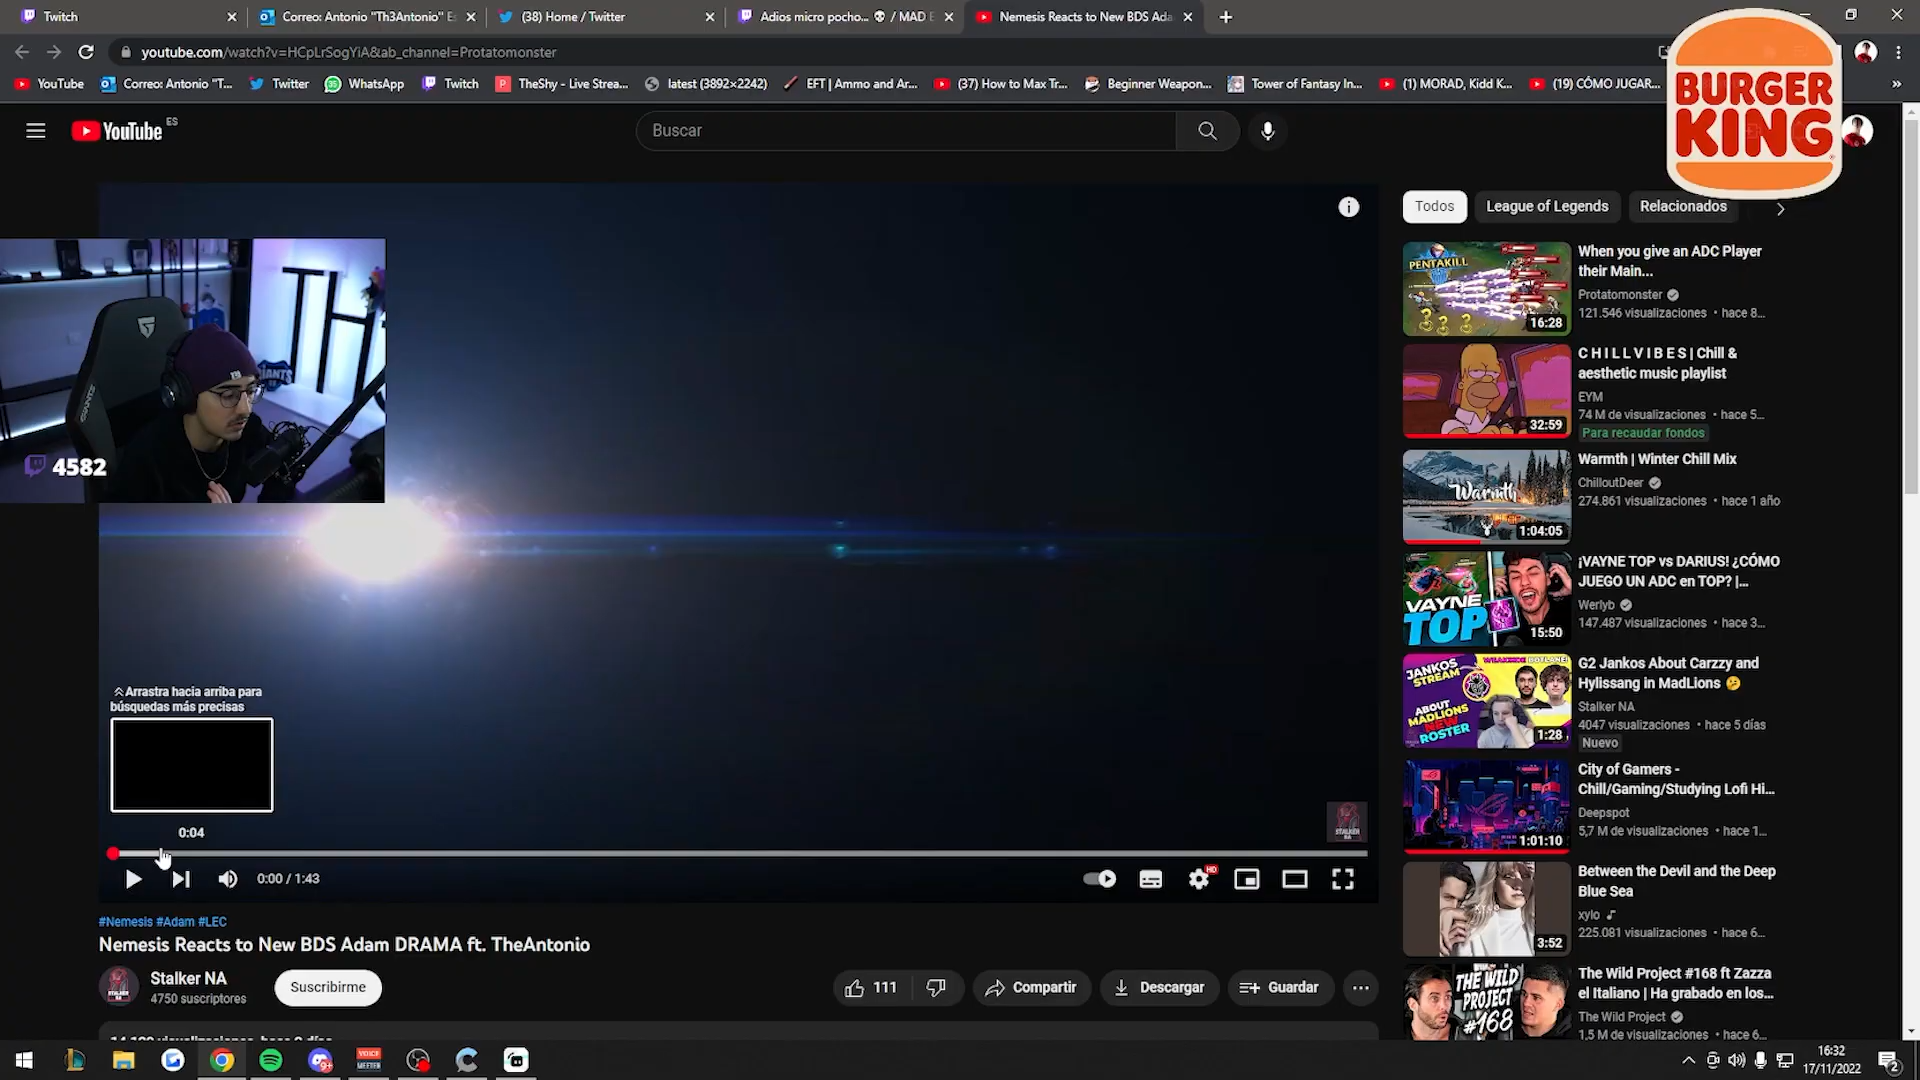 Twitch
Correo: Antonio "Th3Antonio" Es
(38) Home / Twitter
Adios micro pocho... 💀 / MAD E
Nemesis Reacts to New BDS Ada
youtube.com/watch?v=HCpLrSogYiA&ab_channel=Protatomonster
YouTube
Correo: Antonio "T...
Twitter
WhatsApp
Twitch
TheShy - Live Strea...
latest (3892×2242)
EFT | Ammo and Ar...
(37) How to Max Tr...
Beginner Weapon...
Tower of Fantasy In...
(1) MORAD, Kidd K...
(19) CÓMO JUGAR...
»
BURGER
KING
YouTube ES
Buscar
Todos
League of Legends
Relacionados
PENTAKILL
16:28
When you give an ADC Player
their Main...
Protatomonster
121.546 visualizaciones • hace 8...
32:59
C H I L L V I B E S | Chill &
aesthetic music playlist
EYM
74 M de visualizaciones • hace 5...
Para recaudar fondos
Warmth
1:04:05
Warmth | Winter Chill Mix
ChilloutDeer
274.861 visualizaciones • hace 1 año
VAYNE
TOP
15:50
¡VAYNE TOP vs DARIUS! ¿CÓMO
JUEGO UN ADC en TOP? |...
Werlyb
147.487 visualizaciones • hace 3...
JANKOS
STREAM
ABOUT
MADLIONS
NEW
ROSTER
1:28
G2 Jankos About Carzzy and
Hylissang in MadLions 🤔
Stalker NA
4047 visualizaciones • hace 5 días
Nuevo
1:01:10
City of Gamers -
Chill/Gaming/Studying Lofi Hi...
Deepspot
5,7 M de visualizaciones • hace 1...
3:52
Between the Devil and the Deep
Blue Sea
xylo
225.081 visualizaciones • hace 6...
THE WILD
PROJECT
#168
The Wild Project #168 ft Zazza
el Italiano | Ha grabado en los...
The Wild Project
1,5 M de visualizaciones • hace 6...
GIANTS
4582
Arrastra hacia arriba para
búsquedas más precisas
0:04
STALKER
NA
0:00 / 1:43
HD
#Nemesis #Adam #LEC
Nemesis Reacts to New BDS Adam DRAMA ft. TheAntonio
Stalker NA
4750 suscriptores
Suscribirme
111
Compartir
Descargar
Guardar
VOICE
MEETER
16:32
17/11/2022
2